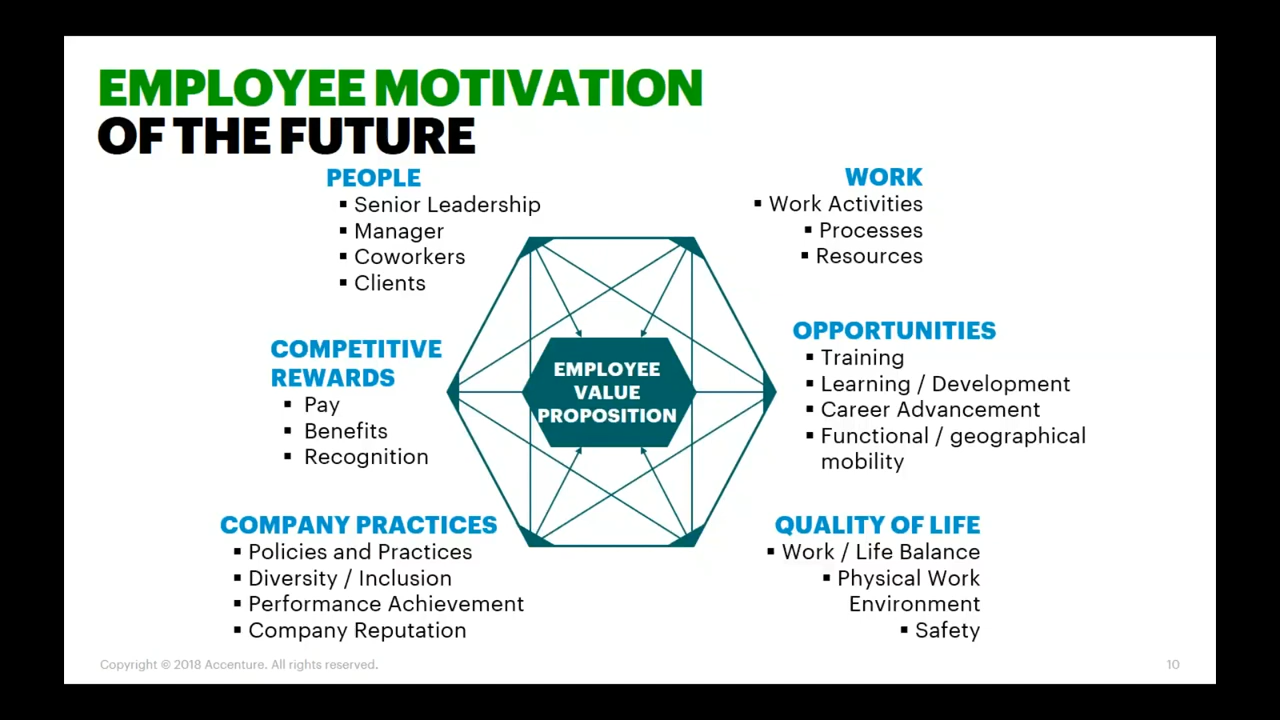 EMPLOYEE MOTIVATION
OF THE FUTURE
PEOPLE
▪ Senior Leadership
▪ Manager
▪ Coworkers
▪ Clients
WORK
▪ Work Activities
▪ Processes
▪ Resources
COMPETITIVE
REWARDS
▪ Pay
▪ Benefits
▪ Recognition
EMPLOYEE
VALUE
PROPOSITION
OPPORTUNITIES
▪ Training
▪ Learning / Development
▪ Career Advancement
▪ Functional / geographical
mobility
COMPANY PRACTICES
▪ Policies and Practices
▪ Diversity / Inclusion
▪ Performance Achievement
▪ Company Reputation
QUALITY OF LIFE
▪ Work / Life Balance
▪ Physical Work
Environment
▪ Safety
Copyright © 2018 Accenture. All rights reserved.
10